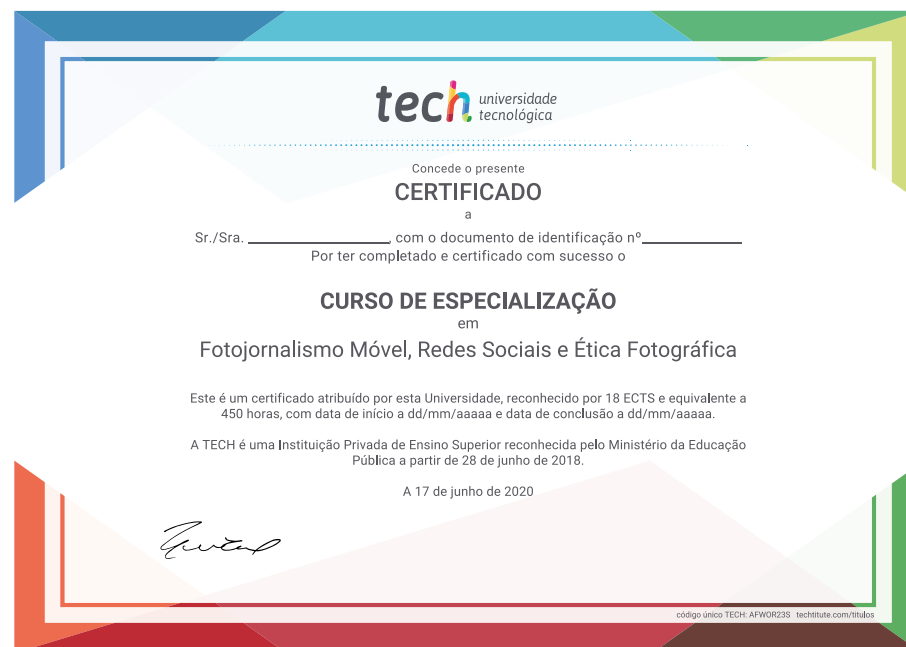 tech universidade
tecnológica
Concede o presente
CERTIFICADO
a
Sr./Sra. ____________, com o documento de identificação nº____________
Por ter completado e certificado com sucesso o
CURSO DE ESPECIALIZAÇÃO
em
Fotojornalismo Móvel, Redes Sociais e Ética Fotográfica
Este é um certificado atribuído por esta Universidade, reconhecido por 18 ECTS e equivalente a
450 horas, com data de início a dd/mm/aaaaa e data de conclusão a dd/mm/aaaaa.
A TECH é uma Instituição Privada de Ensino Superior reconhecida pelo Ministério da Educação
Pública a partir de 28 de junho de 2018.
A 17 de junho de 2020
código único TECH: AFWOR23S techtitute.com/titulos